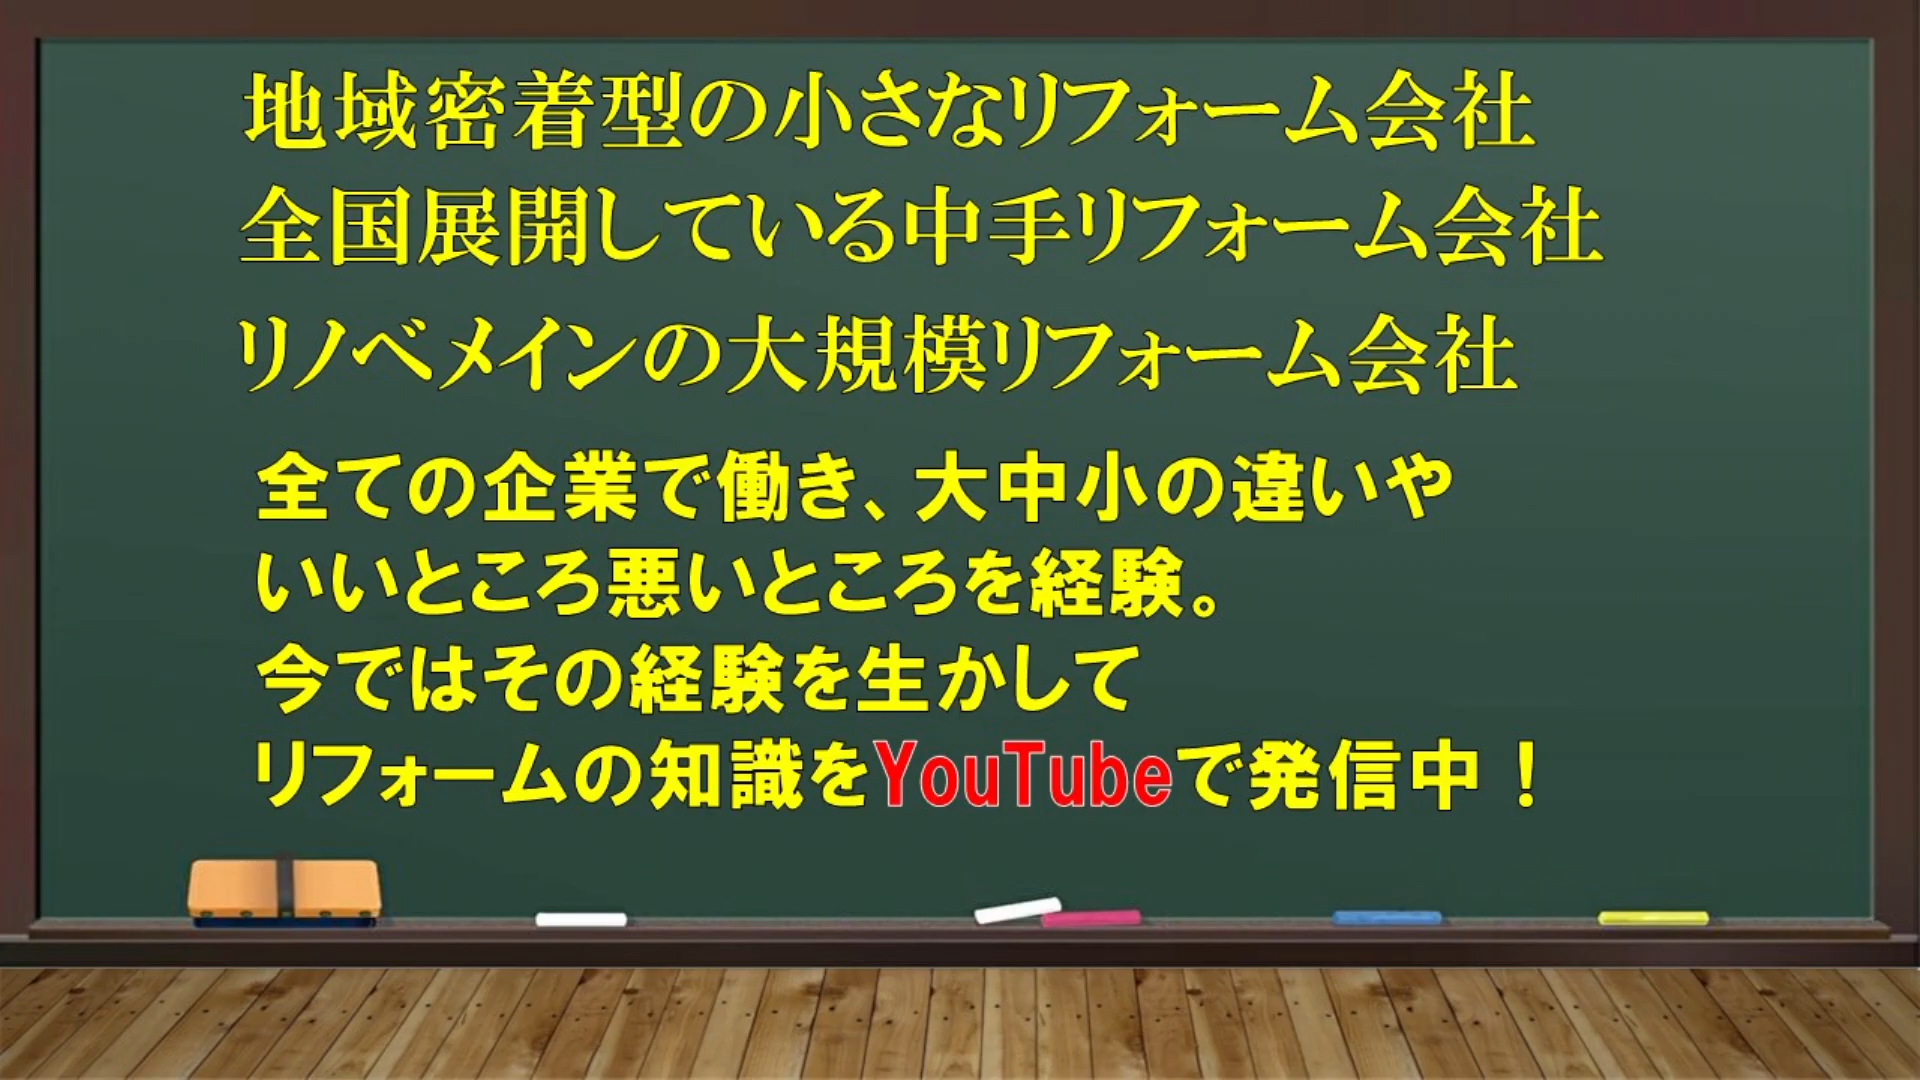 地域密着型の小さなリフォーム会社
全国展開している中手リフォーム会社
リノベメインの大規模リフォーム会社
全ての企業で働き、大中小の違いや
いいところ悪いところを経験。
今ではその経験を生かして
リフォームの知識をYouTubeで発信中！